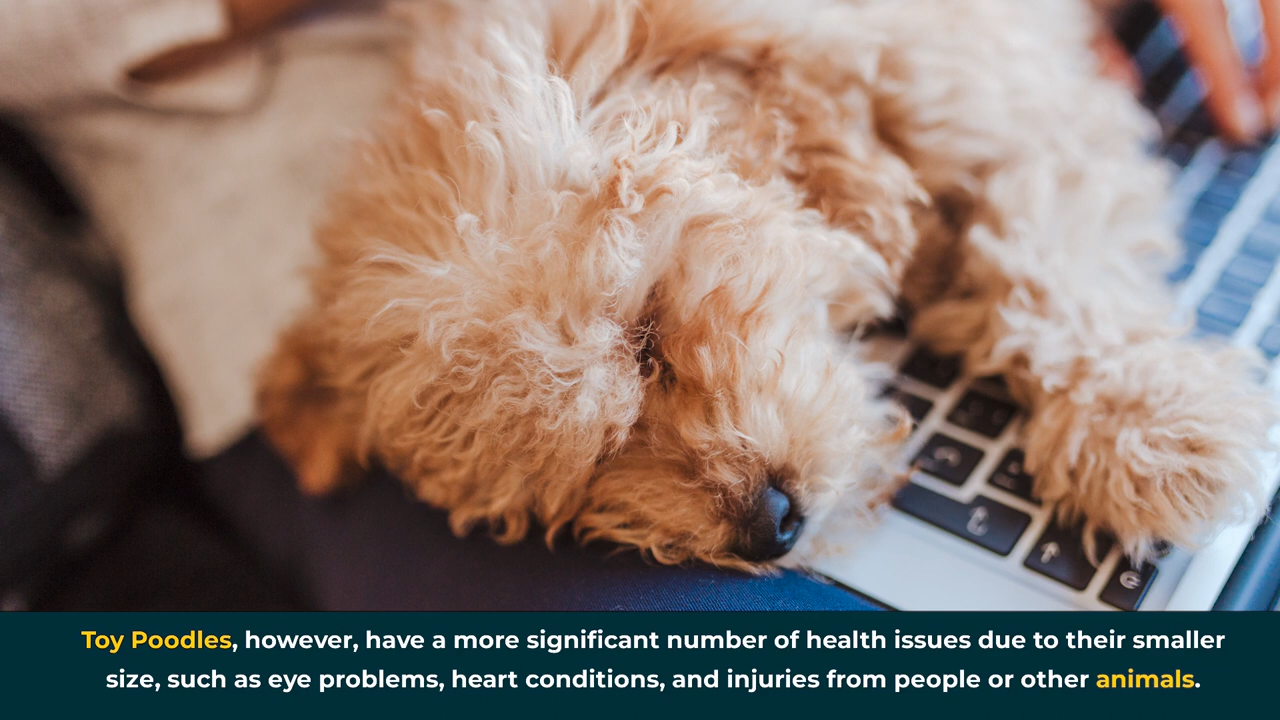 Toy Poodles, however, have a more significant number of health issues due to their smaller
size, such as eye problems, heart conditions, and injuries from people or other animals.